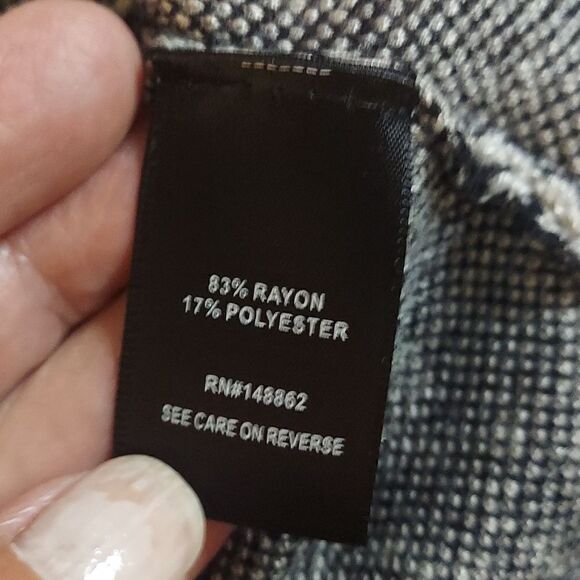 83% RAYON
17% POLYESTER
RN#148862
SEE CARE ON REVERSE